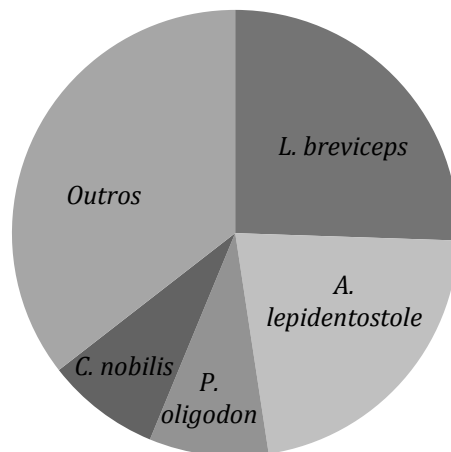 L. breviceps
Outros
A.
lepidentostole
C. nobilis
P.
oligodon